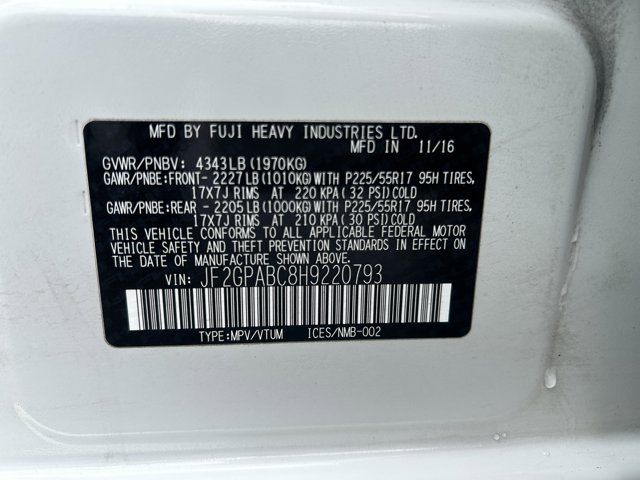 MFD BY FUJI HEAVY INDUSTRIES LTD.
MFD IN 11/16
GVWR/PNBV: 4343LB (1970KG)
GAWR/PNBE:FRONT- 2227LB(1010KG)WITH P225/55R17 95H TIRES,
17X7J RIMS AT 220 KPA( 32 PSI)COLD
GAWR/PNBE:REAR - 2205LB(1000KG)WITH P225/55R17 95H TIRES,
17X7J RIMS AT 210 KPA( 30 PSI)COLD
THIS VEHICLE CONFORMS TO ALL APPLICABLE FEDERAL MOTOR
VEHICLE SAFETY AND THEFT PREVENTION STANDARDS IN EFFECT ON
THE DATE OF MANUFACTURE SHOWN ABOVE.
VIN: JF2GPABC8H9220793
TYPE:MPV/VTUM ICES/NMB-002